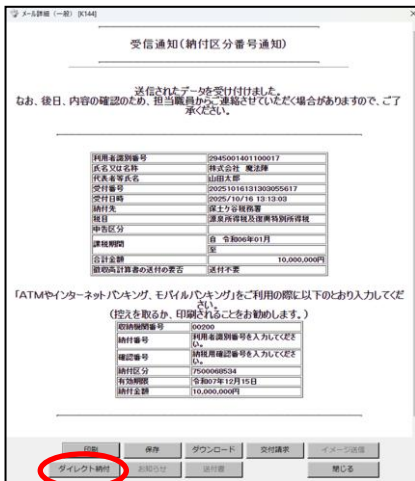 メール詳細（一般） [K144]
受信通知(納付区分番号通知)
送信されたデータを受け付けました。
なお、後日、内容の確認のため、担当職員からご連絡させていただく場合がありますので、ご了
承ください。
利用者識別番号 2945001401100017
氏名又は名称 株式会社 魔法陣
代表者等氏名 山田太郎
受付番号 20251016131303055617
受付日時 2025/10/16 13:13:03
納付先 保土ケ谷税務署
税目 源泉所得税及復興特別所得税
申告区分
課税期間 自 令和06年01月
至
合計金額 10,000,000円
徴収高計算書の送付の要否 送付不要
「ATMやインターネットバンキング、モバイルバンキング」をご利用の際に以下のとおり入力してくだ
さい。
（控えを取るか、印刷されることをお勧めします。）
収納機関番号 00200
納付番号 利用者識別番号を入力してくださ
い。
確認番号 納税用確認番号を入力してくださ
い。
納付区分 7500068534
有効期限 令和07年12月15日
納付金額 10,000,000円
印刷 保存 ダウンロード 交付請求 イメージ送信
ダイレクト納付 お知らせ 送付書 閉じる